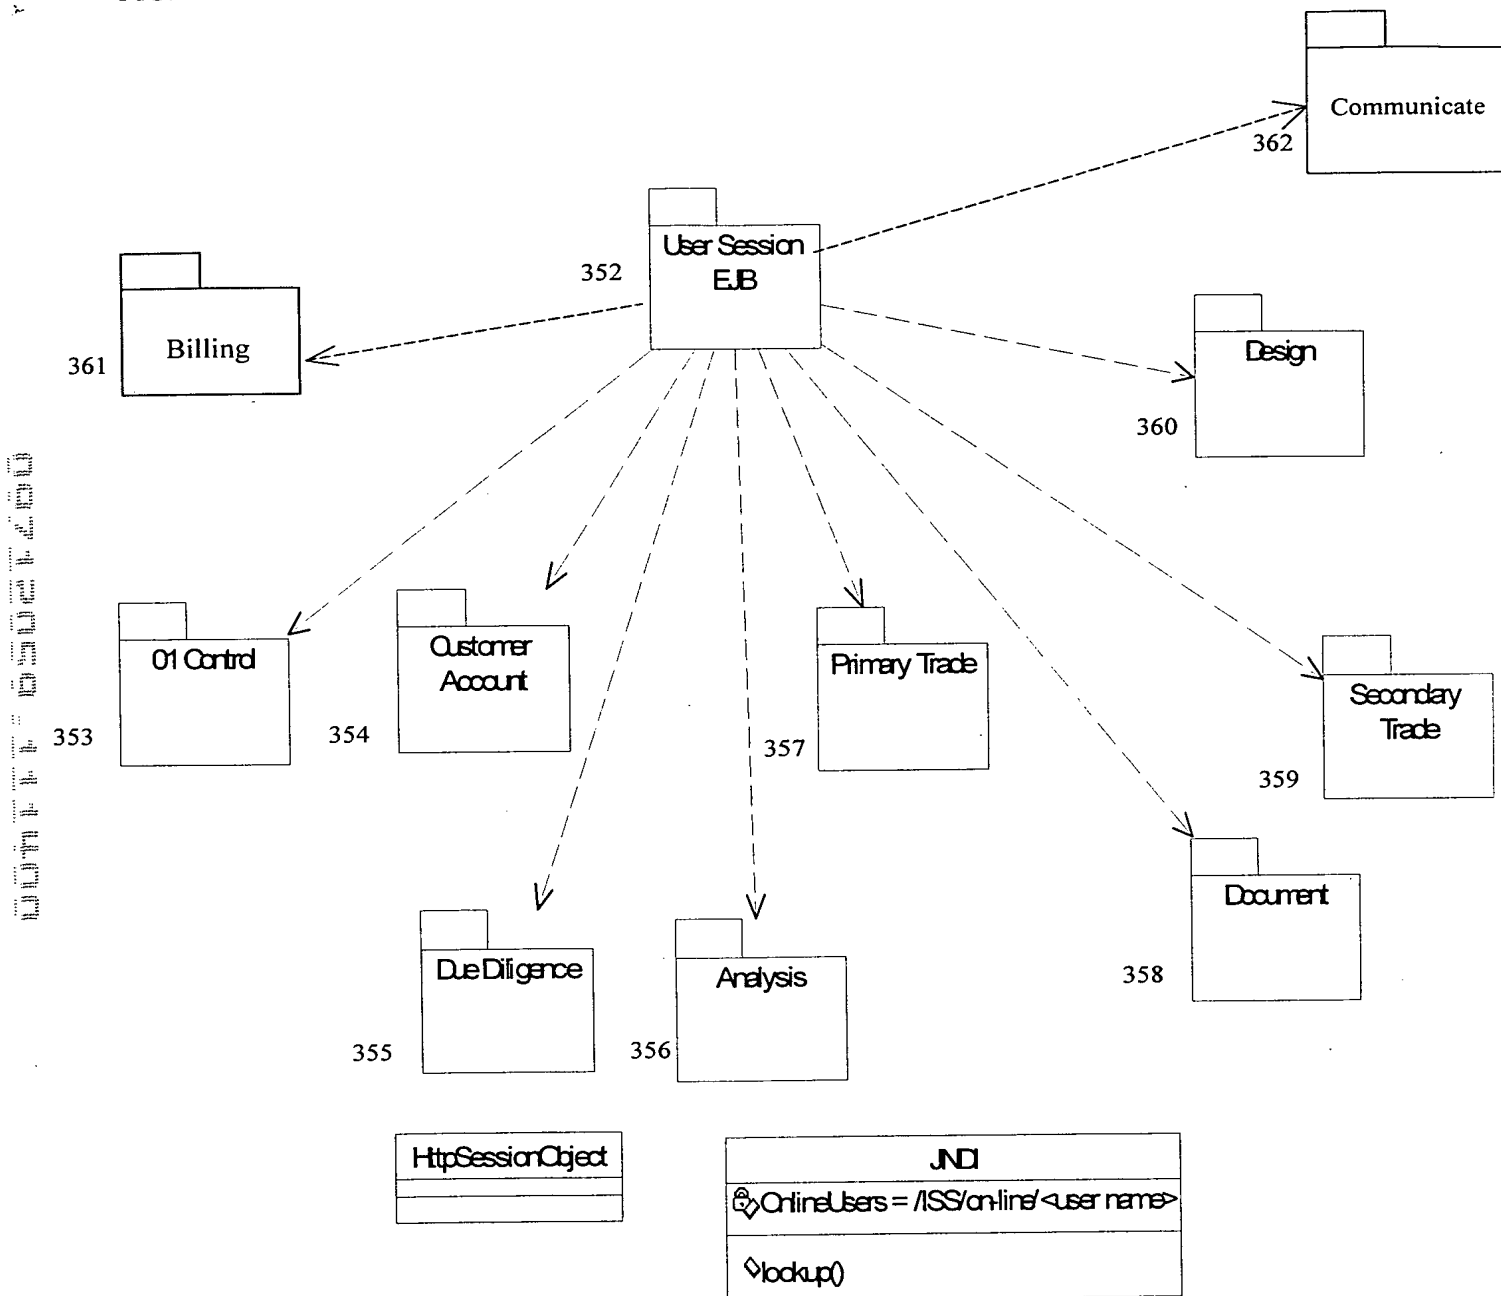 Communicate
362
User Session
EJB
352
Billing
361
Design
360
01 Control
353
Customer
Account
354
Primary Trade
357
Secondary
Trade
359
Document
358
Due Diligence
355
Analysis
356
HttpSessionObject
JNDI
OnlineUsers = /ISS/on-line/<user name>
lookup()